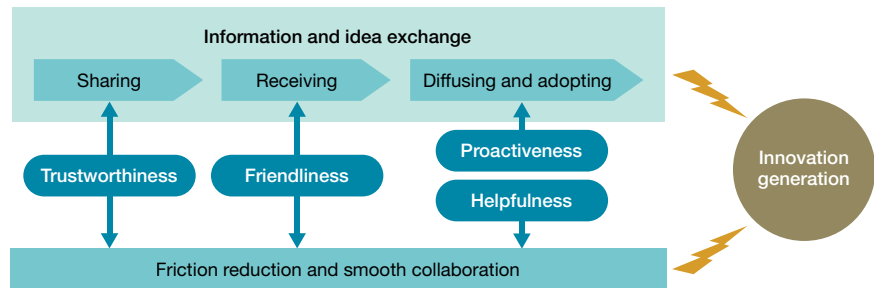 Information and idea exchange
Sharing
Receiving
Diffusing and adopting
Trustworthiness
Friendliness
Proactiveness
Helpfulness
Innovation
generation
Friction reduction and smooth collaboration